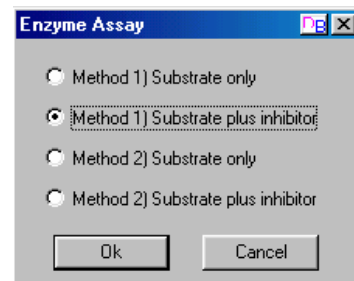 Enzyme Assay DB
Method 1) Substrate only
Method 1) Substrate plus inhibitor
Method 2) Substrate only
Method 2) Substrate plus inhibitor
Ok Cancel